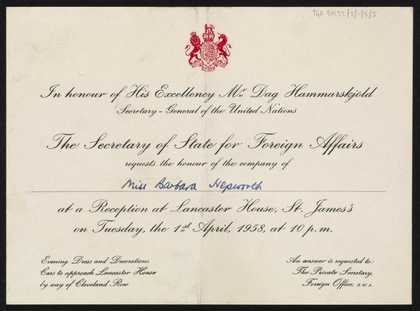 In honour of His Excellency Mr. Dag Hammarskjöld
Secretary-General of the United Nations
The Secretary of State for Foreign Affairs
requests the honour of the company of
Miss Barbara Hepworth
at a Reception at Lancaster House, St. James's
on Tuesday, the 1st April, 1958, at 10 p.m.
Evening Dress and Decorations
Cars to approach Lancaster House
by way of Cleveland Row
An answer is requested to:
The Private Secretary,
Foreign Office, S.W.1.